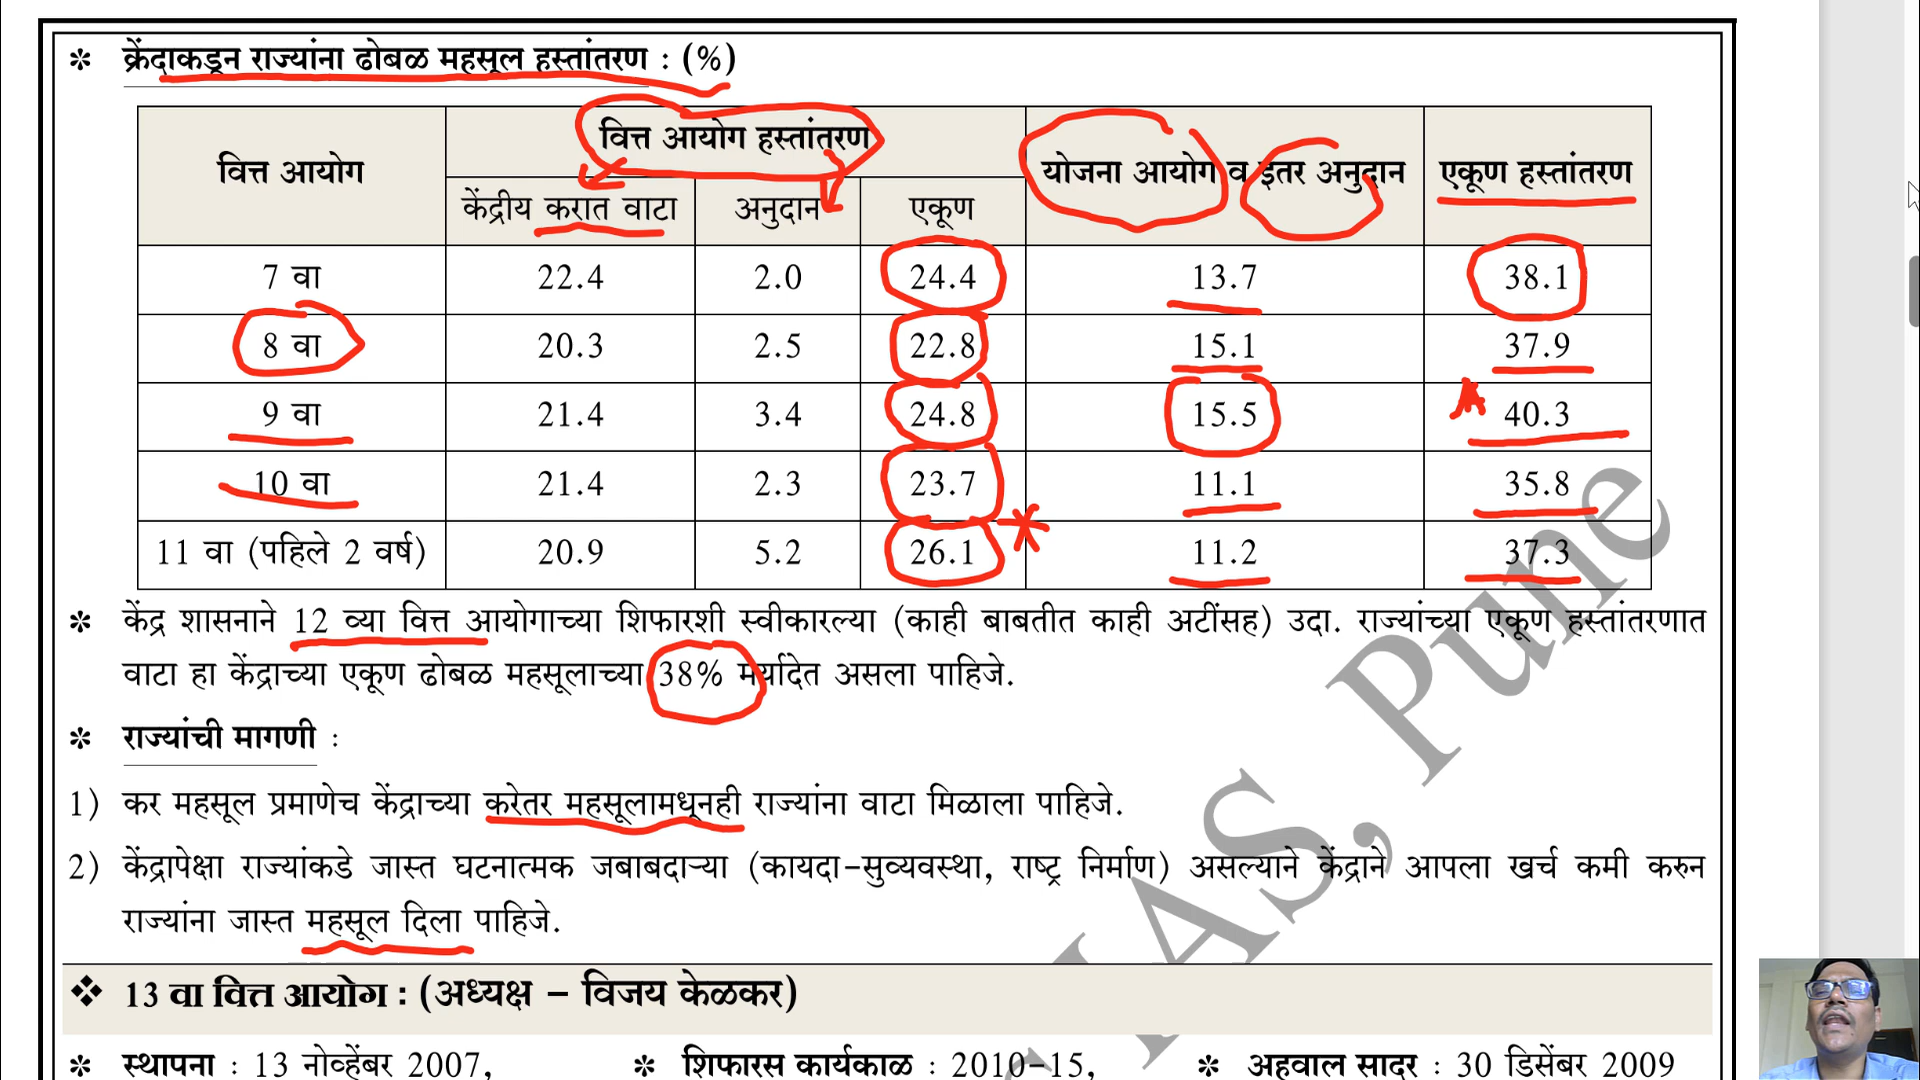 * क्रेंदाकडून राज्यांना ढोबळ महसूल हस्तांतरण : (%)
वित्त आयोग वित्त आयोग हस्तांतरण योजना आयोग व इतर अनुदान एकूण हस्तांतरण
केंद्रीय करात वाटा अनुदान एकूण
7 वा 22.4 2.0 24.4 13.7 38.1
8 वा 20.3 2.5 22.8 15.1 37.9
9 वा 21.4 3.4 24.8 15.5 40.3
10 वा 21.4 2.3 23.7 11.1 35.8
11 वा (पहिले 2 वर्ष) 20.9 5.2 26.1 11.2 37.3
* केंद्र शासनाने 12 व्या वित्त आयोगाच्या शिफारशी स्वीकारल्या (काही बाबतीत काही अटींसह) उदा. राज्यांच्या एकूण हस्तांतरणात
वाटा हा केंद्राच्या एकूण ढोबळ महसूलाच्या 38% मर्यादेत असला पाहिजे.
* राज्यांची मागणी :
1) कर महसूल प्रमाणेच केंद्राच्या करेतर महसूलामधूनही राज्यांना वाटा मिळाला पाहिजे.
2) केंद्रापेक्षा राज्यांकडे जास्त घटनात्मक जबाबदाऱ्या (कायदा-सुव्यवस्था, राष्ट्र निर्माण) असल्याने केंद्राने आपला खर्च कमी करुन
राज्यांना जास्त महसूल दिला पाहिजे.
❖ 13 वा वित्त आयोग : (अध्यक्ष – विजय केळकर)
* स्थापना : 13 नोव्हेंबर 2007, * शिफारस कार्यकाळ : 2010-15, * अहवाल सादर : 30 डिसेंबर 2009
IAS, Pune